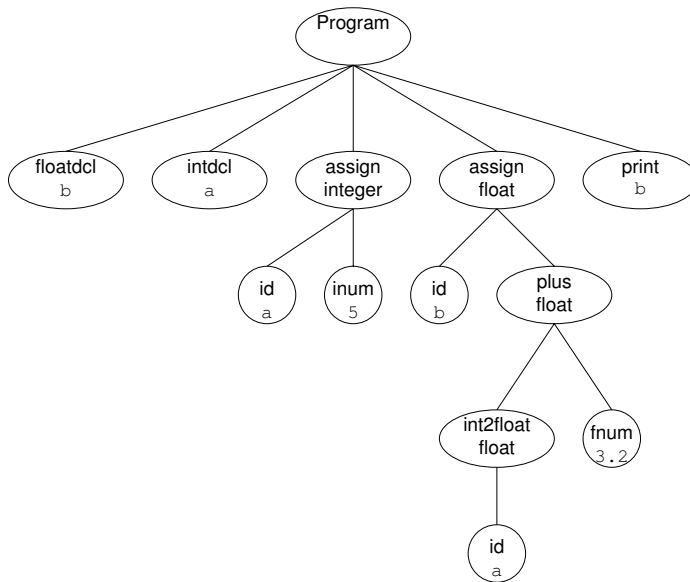 Program
floatdcl
b
intdcl
a
assign
integer
assign
float
print
b
id
a
inum
5
id
b
plus
float
int2float
float
fnum
3.2
id
a